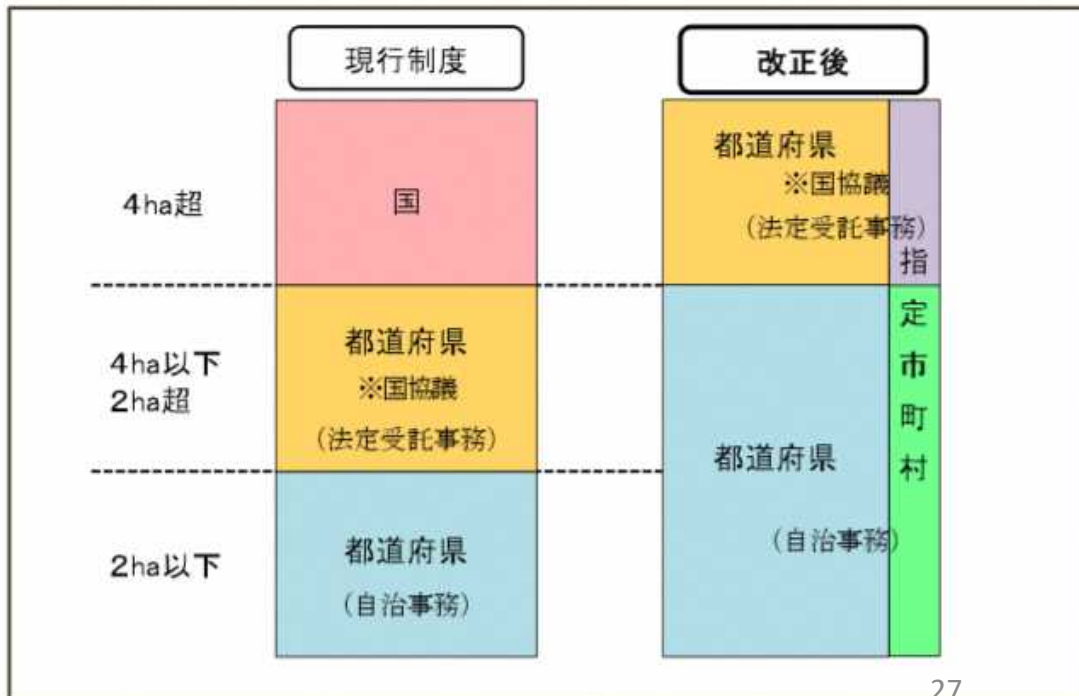 現行制度
改正後
4ha超
国
都道府県
※国協議
(法定受託事務)
4ha以下
2ha超
都道府県
※国協議
(法定受託事務)
2ha以下
都道府県
(自治事務)
都道府県
(自治事務)
指定市町村
27